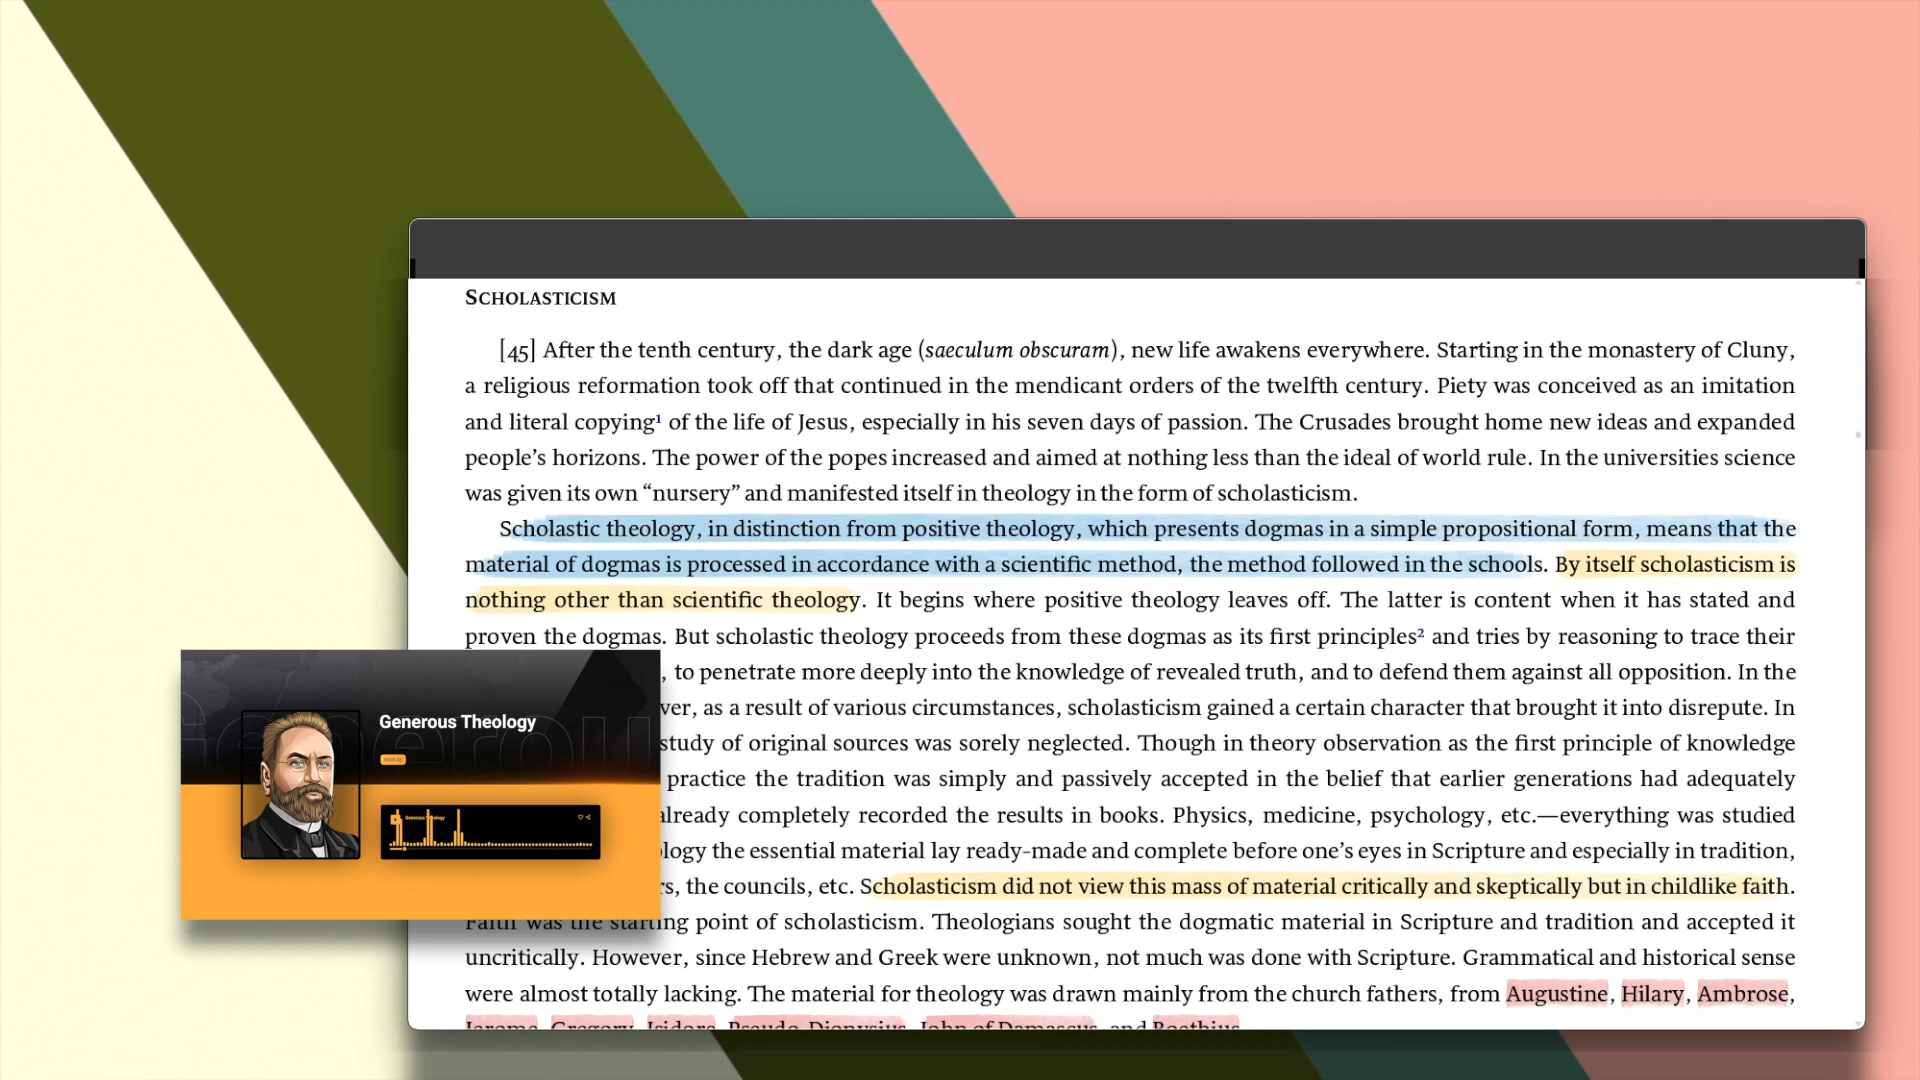 SCHOLASTICISM
[45] After the tenth century, the dark age (saeculum obscuram), new life awakens everywhere. Starting in the monastery of Cluny,
a religious reformation took off that continued in the mendicant orders of the twelfth century. Piety was conceived as an imitation
and literal copying¹ of the life of Jesus, especially in his seven days of passion. The Crusades brought home new ideas and expanded
people’s horizons. The power of the popes increased and aimed at nothing less than the ideal of world rule. In the universities science
was given its own “nursery” and manifested itself in theology in the form of scholasticism.
Scholastic theology, in distinction from positive theology, which presents dogmas in a simple propositional form, means that the
material of dogmas is processed in accordance with a scientific method, the method followed in the schools. By itself scholasticism is
nothing other than scientific theology. It begins where positive theology leaves off. The latter is content when it has stated and
proven the dogmas. But scholastic theology proceeds from these dogmas as its first principles² and tries by reasoning to trace their
, to penetrate more deeply into the knowledge of revealed truth, and to defend them against all opposition. In the
ver, as a result of various circumstances, scholasticism gained a certain character that brought it into disrepute. In
study of original sources was sorely neglected. Though in theory observation as the first principle of knowledge
practice the tradition was simply and passively accepted in the belief that earlier generations had adequately
already completely recorded the results in books. Physics, medicine, psychology, etc.—everything was studied
logy the essential material lay ready-made and complete before one’s eyes in Scripture and especially in tradition,
rs, the councils, etc. Scholasticism did not view this mass of material critically and skeptically but in childlike faith.
Faith was the starting point of scholasticism. Theologians sought the dogmatic material in Scripture and tradition and accepted it
uncritically. However, since Hebrew and Greek were unknown, not much was done with Scripture. Grammatical and historical sense
were almost totally lacking. The material for theology was drawn mainly from the church fathers, from Augustine, Hilary, Ambrose,
Jerome, Gregory, Isidore, Pseudo-Dionysius, John of Damascus, and Boethius
Generous Theology